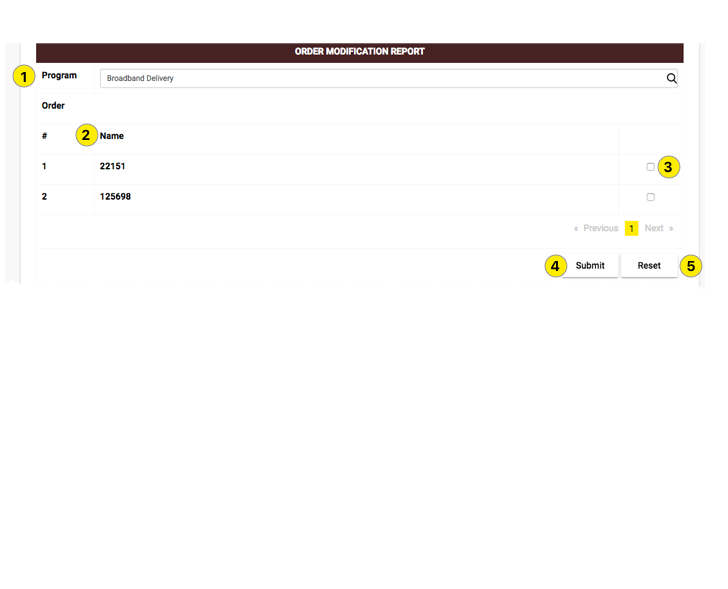 ORDER MODIFICATION REPORT
1 Program Broadband Delivery
Order
# 2 Name
1 22151 3
2 125698
« Previous 1 Next »
4 Submit Reset 5